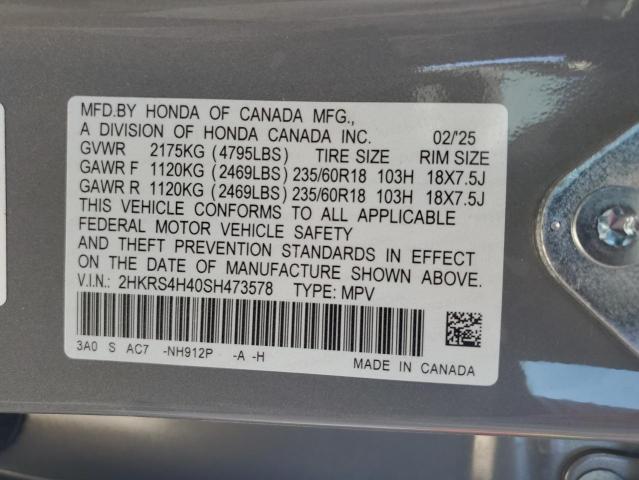 MFD.BY HONDA OF CANADA MFG.,
A DIVISION OF HONDA CANADA INC. 02/'25
GVWR 2175KG (4795LBS) TIRE SIZE RIM SIZE
GAWR F 1120KG (2469LBS) 235/60R18 103H 18X7.5J
GAWR R 1120KG (2469LBS) 235/60R18 103H 18X7.5J
THIS VEHICLE CONFORMS TO ALL APPLICABLE
FEDERAL MOTOR VEHICLE SAFETY
AND THEFT PREVENTION STANDARDS IN EFFECT
ON THE DATE OF MANUFACTURE SHOWN ABOVE.
V.I.N.: 2HKRS4H40SH473578 TYPE: MPV
3A0 S AC7 -NH912P -A -H
MADE IN CANADA